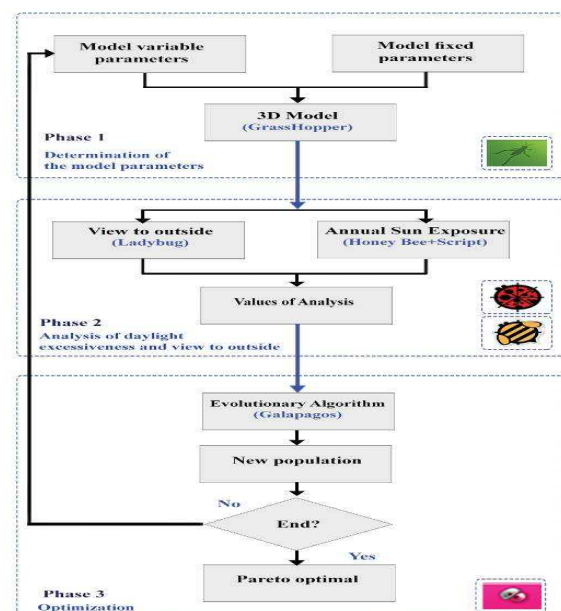 Model variable
parameters
Model fixed
parameters
3D Model
(GrassHopper)
Phase 1
Determination of
the model parameters
View to outside
(Ladybug)
Annual Sun Exposure
(Honey Bee+Script)
Values of Analysis
Phase 2
Analysis of daylight
excessiveness and view to outside
Evolutionary Algorithm
(Galapagos)
New population
No
End?
Yes
Pareto optimal
Phase 3
Optimization